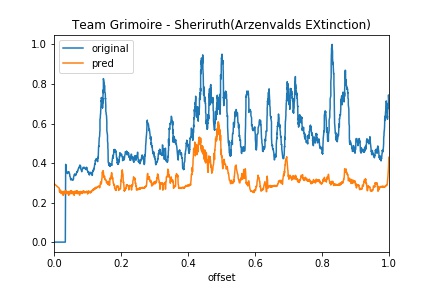 Team Grimoire - Sheriruth(Arzenvalds EXtinction)
original
pred
1.0
0.8
0.6
0.4
0.2
0.0
0.0 0.2 0.4 0.6 0.8 1.0
offset